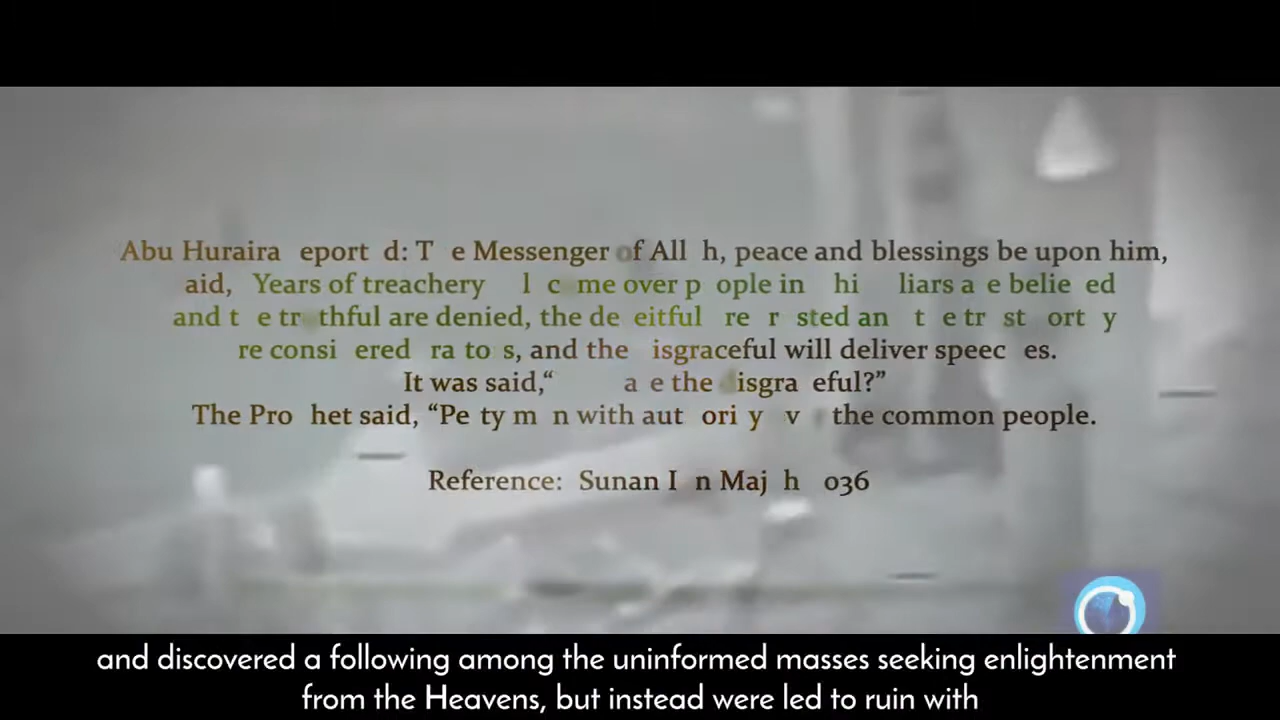 Abu Huraira eport d: T e Messenger of All h, peace and blessings be upon him,
aid, Years of treachery l c me over p ople in hi liars a e belie ed
and t e tr thful are denied, the de eitful re r sted an t e tr st ort y
re consi ered ra to s, and the isgraceful will deliver speec es.
It was said,“ a e the disgra eful?”
The Pro het said, “Pe ty m n with aut ori y v r the common people.
Reference: Sunan I n Maj h 036
and discovered a following among the uninformed masses seeking enlightenment
from the Heavens, but instead were led to ruin with